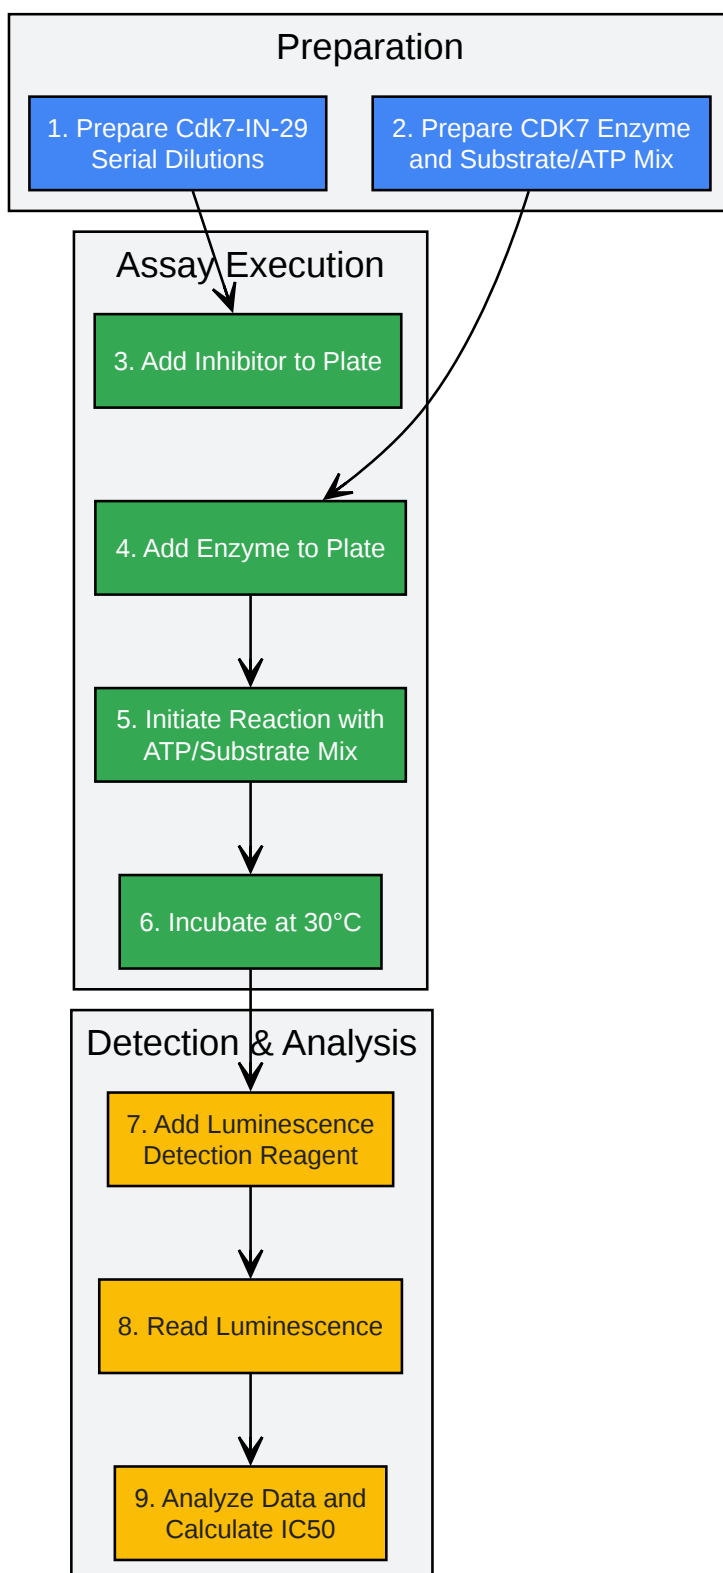 Preparation
1. Prepare Cdk7-IN-29
Serial Dilutions
2. Prepare CDK7 Enzyme
and Substrate/ATP Mix
Assay Execution
3. Add Inhibitor to Plate
4. Add Enzyme to Plate
5. Initiate Reaction with
ATP/Substrate Mix
6. Incubate at 30°C
Detection & Analysis
7. Add Luminescence
Detection Reagent
8. Read Luminescence
9. Analyze Data and
Calculate IC50